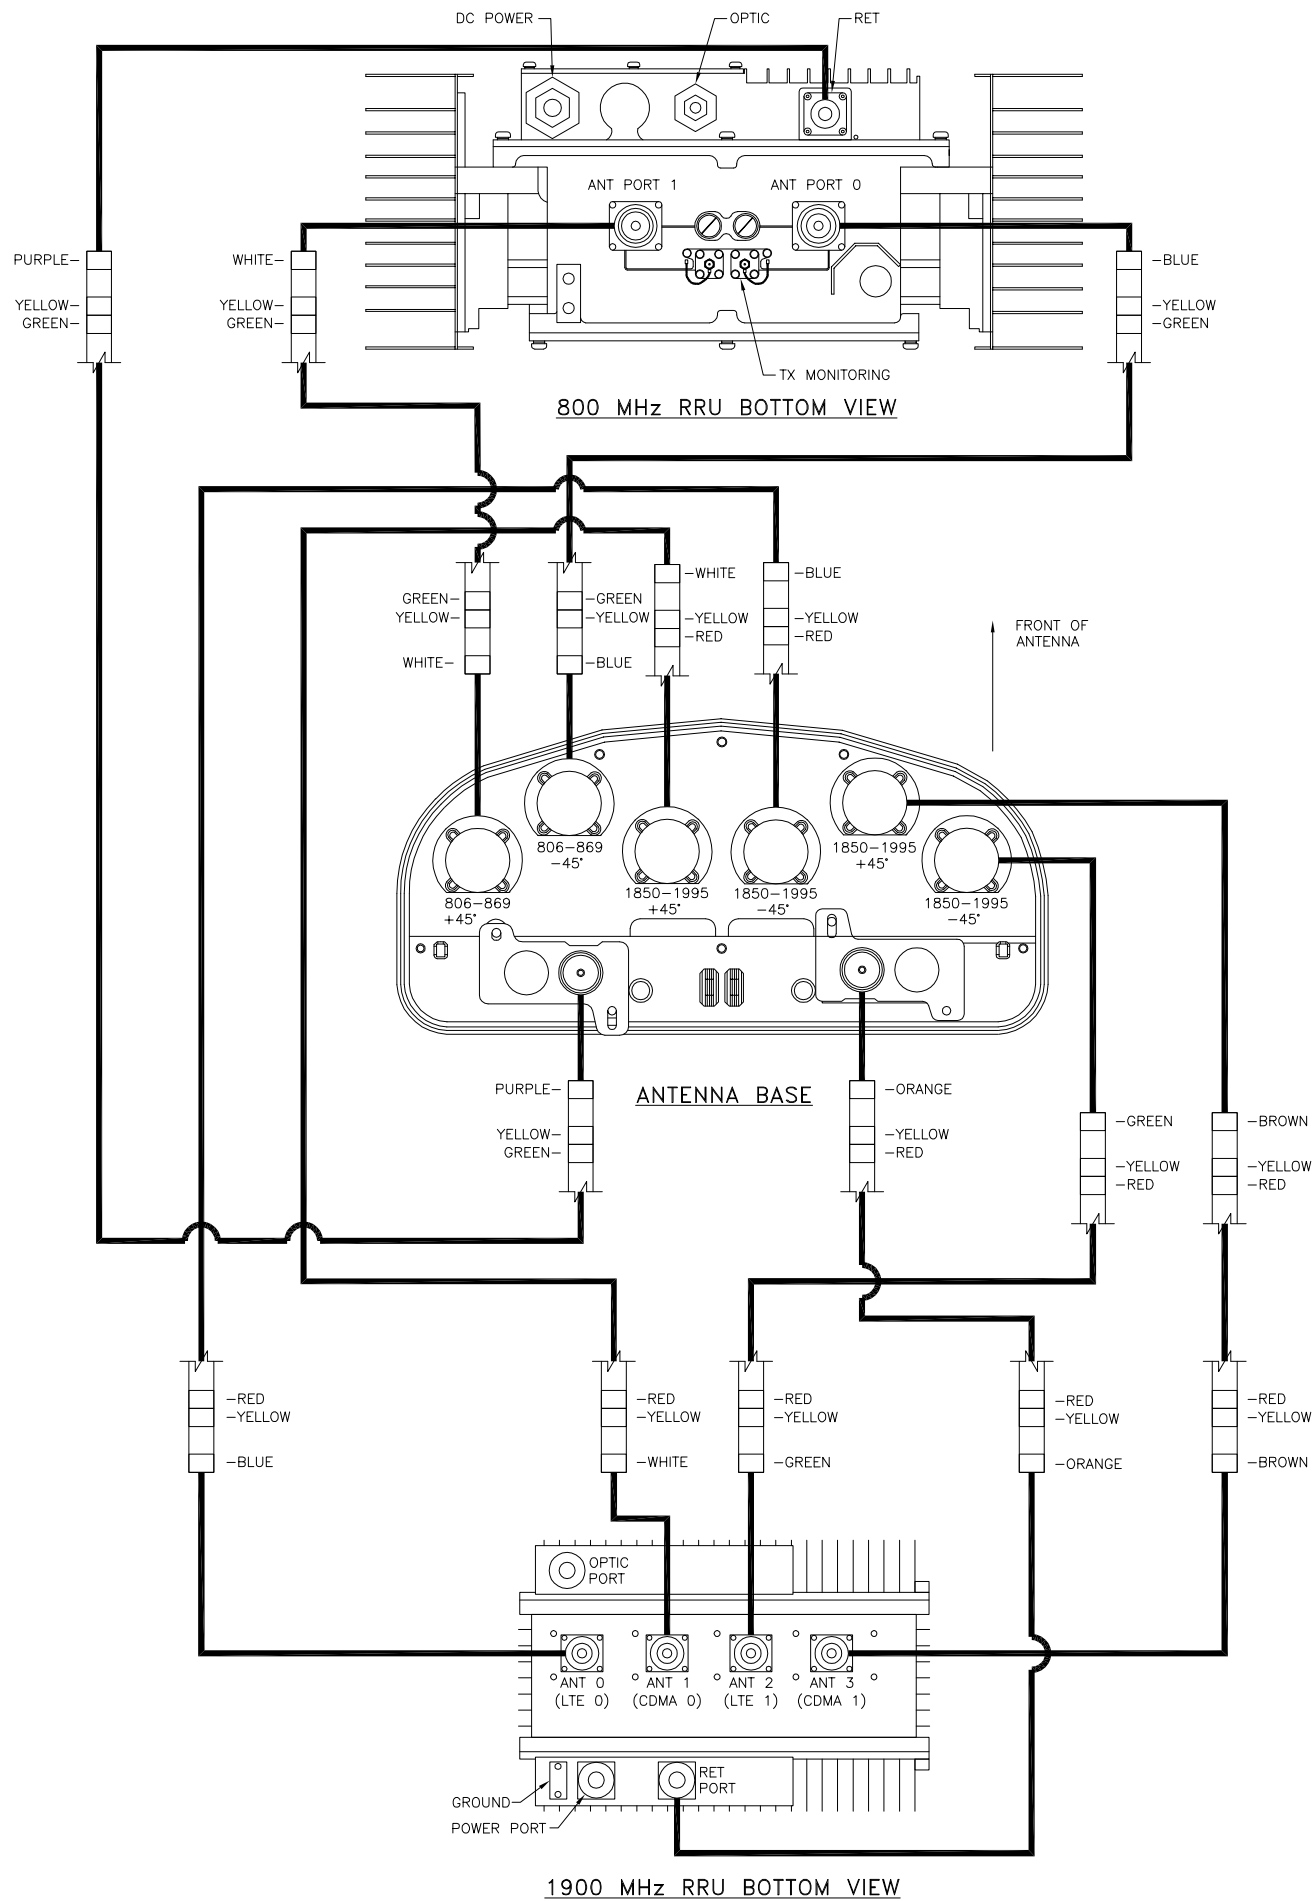 DC POWER
OPTIC
RET
ANT PORT 1
ANT PORT 0
PURPLE-
WHITE-
-BLUE
YELLOW-
YELLOW-
-YELLOW
GREEN-
GREEN-
-GREEN
TX MONITORING
800 MHz RRU BOTTOM VIEW
-WHITE
-BLUE
GREEN-
-GREEN
YELLOW-
-YELLOW
-YELLOW
-YELLOW
-RED
-RED
WHITE-
-BLUE
FRONT OF
ANTENNA
806-869
-45°
1850-1995
+45°
1850-1995
+45°
1850-1995
-45°
806-869
+45°
1850-1995
-45°
PURPLE-
ANTENNA BASE
-ORANGE
YELLOW-
-YELLOW
GREEN-
-RED
-GREEN
-BROWN
-YELLOW
-YELLOW
-RED
-RED
-RED
-RED
-RED
-RED
-RED
-YELLOW
-YELLOW
-YELLOW
-YELLOW
-YELLOW
-BLUE
-WHITE
-GREEN
-ORANGE
-BROWN
OPTIC
PORT
ANT 0
(LTE 0)
ANT 1
(CDMA 0)
ANT 2
(LTE 1)
ANT 3
(CDMA 1)
RET
PORT
GROUND
POWER PORT
1900 MHz RRU BOTTOM VIEW